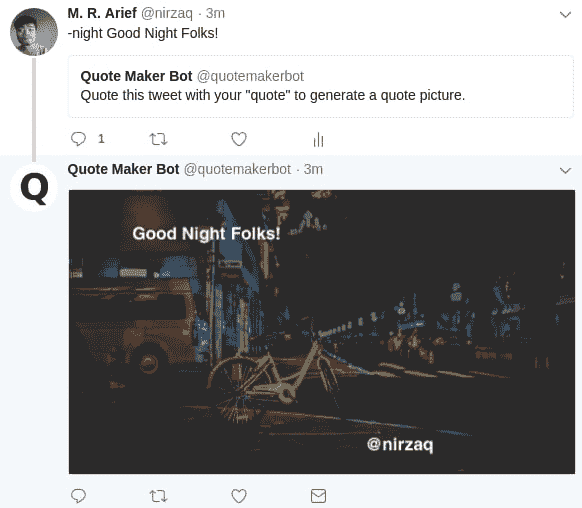 M. R. Arief @nirzaq · 3m
-night Good Night Folks!
Quote Maker Bot @quotemakerbot
Quote this tweet with your "quote" to generate a quote picture.
1
Q
Quote Maker Bot @quotemakerbot · 3m
Good Night Folks!
@nirzaq